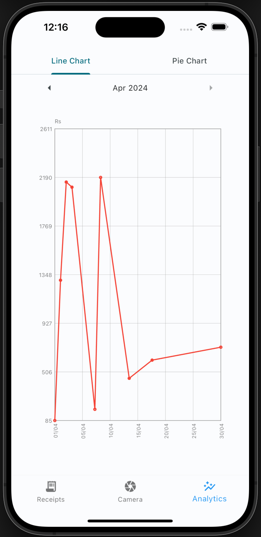 12:16
Line Chart
Pie Chart
Apr 2024
Rs
2611
2190
1769
1348
927
506
85
01/04
05/04
10/04
15/04
20/04
25/04
30/04
Receipts
Camera
Analytics